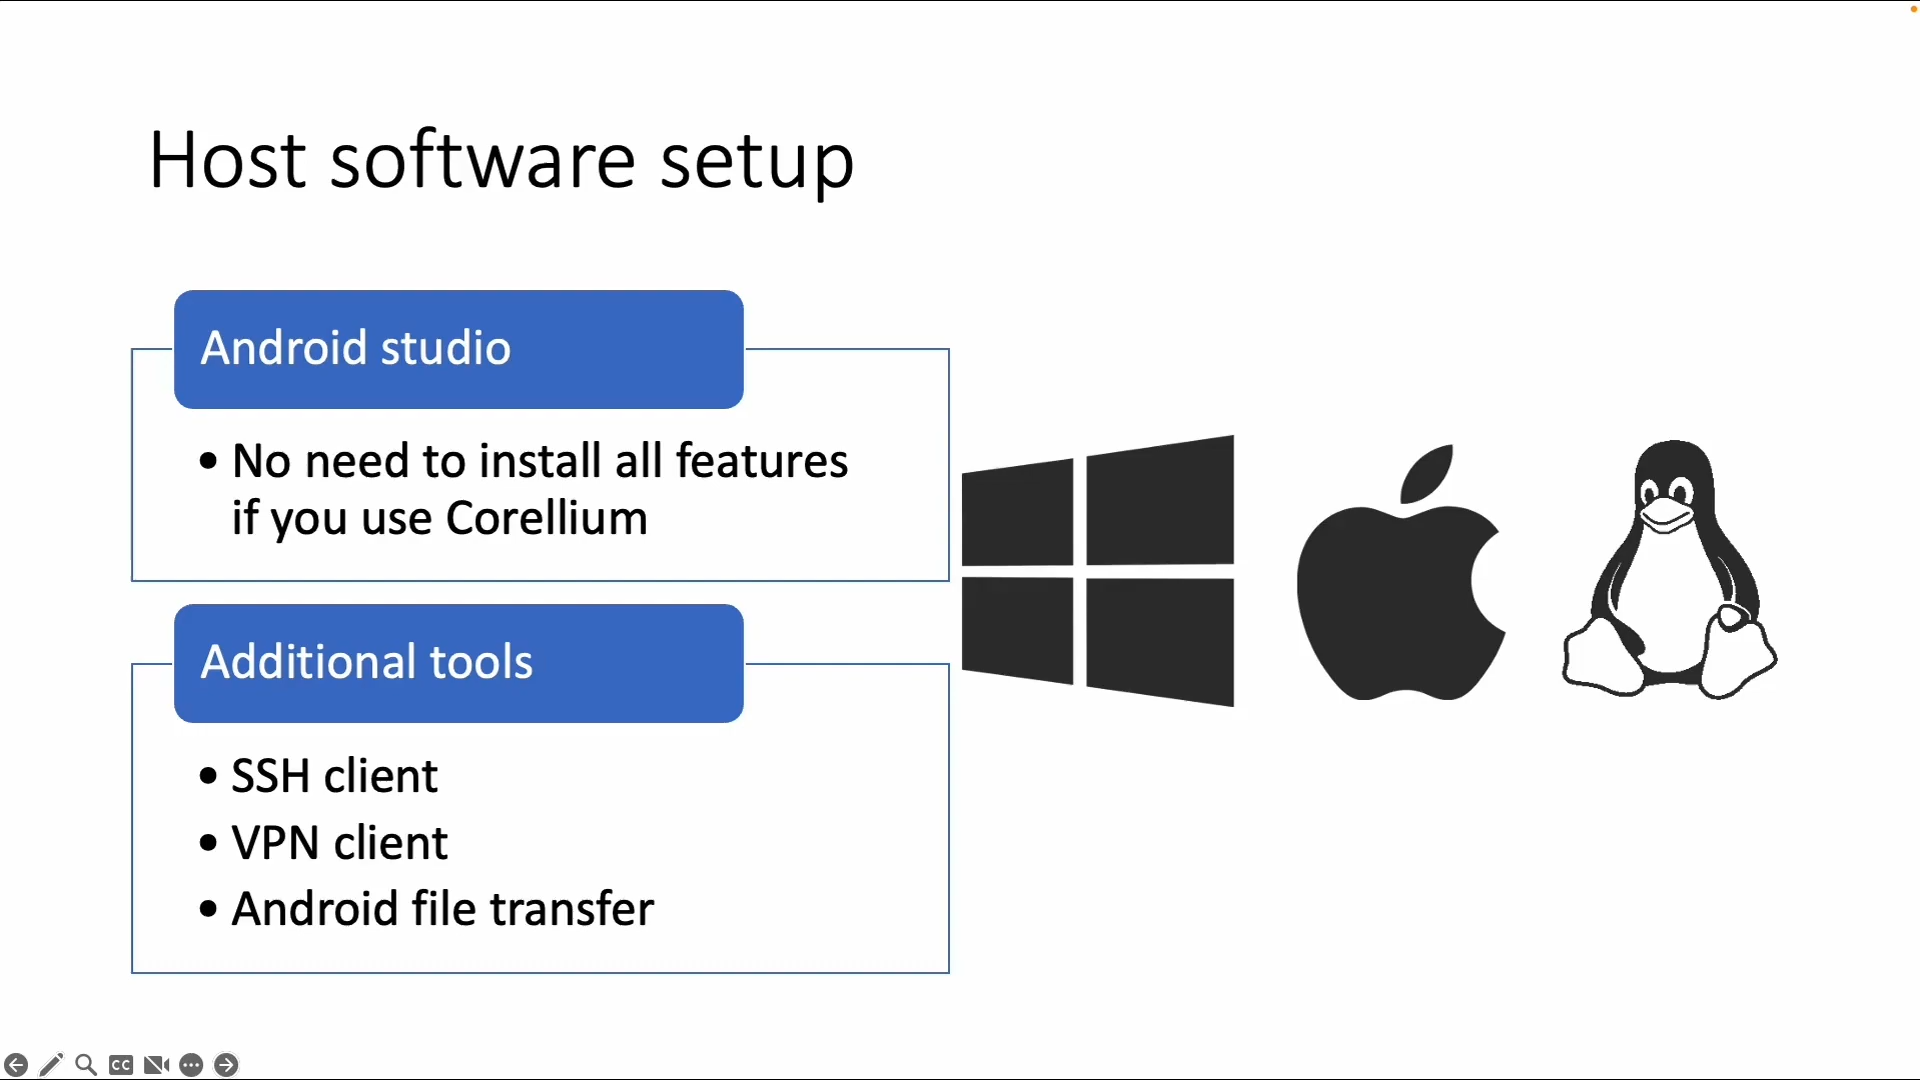 Host software setup
Android studio
• No need to install all features
if you use Corellium
Additional tools
• SSH client
• VPN client
• Android file transfer
CC